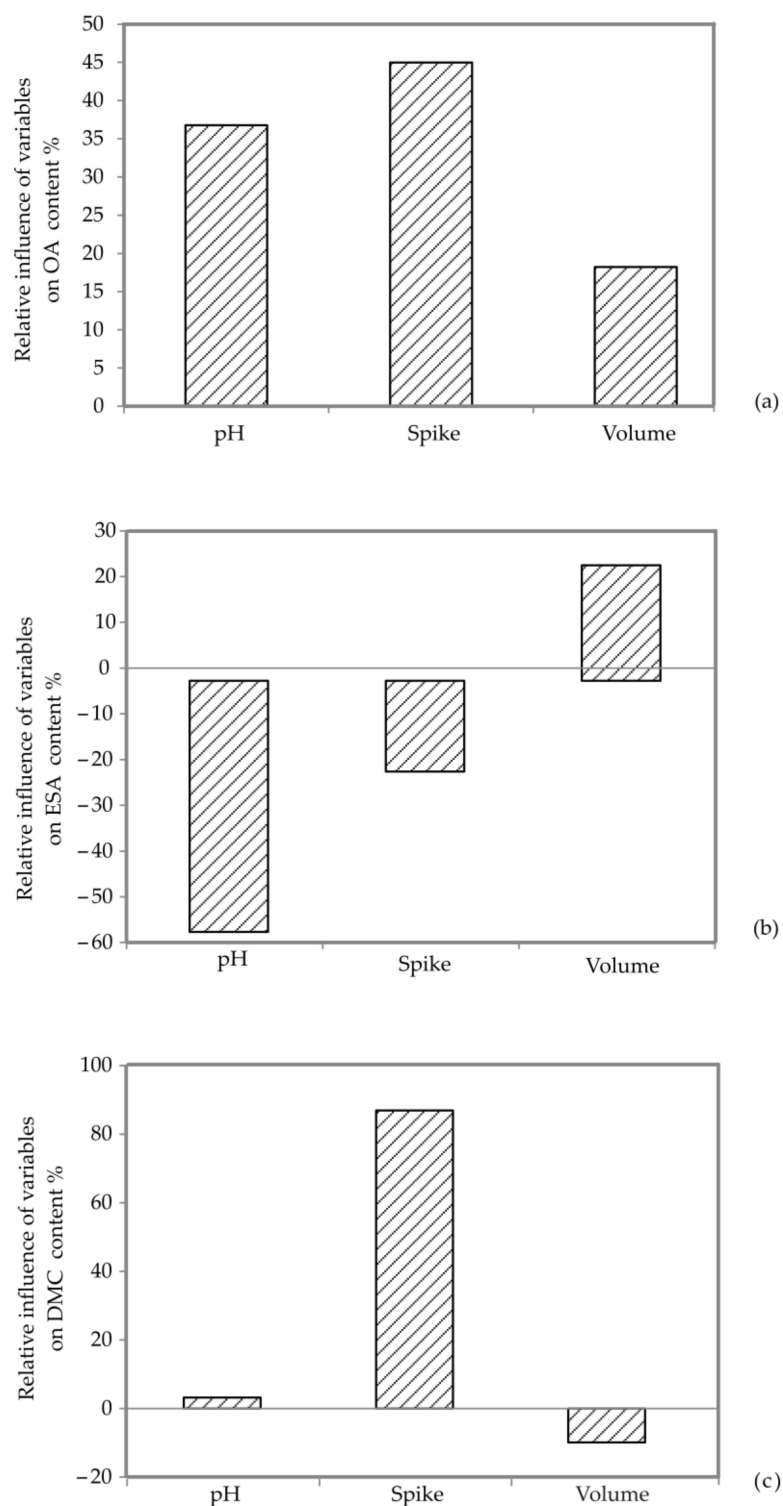 Relative influence of variables
on OA content %
50
45
40
35
30
25
20
15
10
5
0
pH Spike Volume
(a)
Relative influence of variables
on ESA content %
30
20
10
0
−10
−20
−30
−40
−50
−60
pH Spike Volume
(b)
Relative influence of variables
on DMC content %
100
80
60
40
20
0
−20
pH Spike Volume
(c)